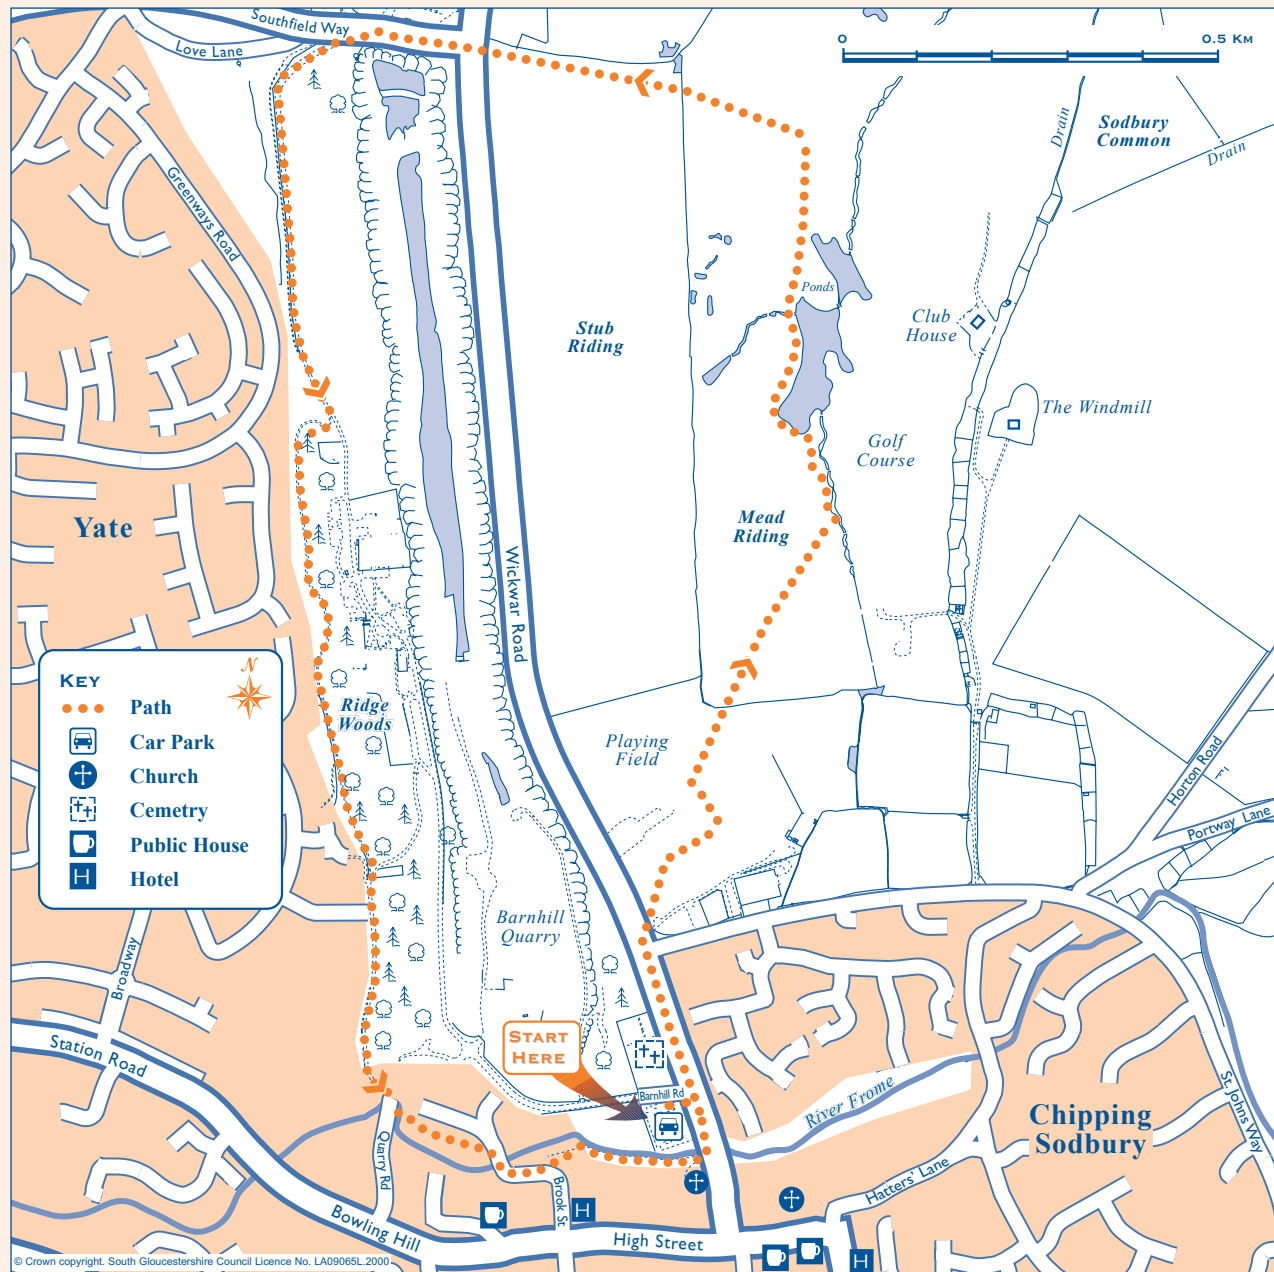 Southfield Way
Love Lane
0
0.5 Km
Sodbury
Common
Drain
Drain
Greenways Road
Ponds
Stub
Riding
Club
House
The Windmill
Golf
Course
Yate
Mead
Riding
Wickwar Road
KEY
N
Path
Car Park
Church
Cemetry
Public House
Hotel
H
Ridge
Woods
Playing
Field
Horton Road
Portway Lane
Barnhill
Quarry
Broadway
START
HERE
Station Road
Barnhill Rd
River Frome
Chipping
Sodbury
St. Johns Way
Quarry Rd
Brook St
Hatters' Lane
H
Bowling Hill
High Street
H
© Crown copyright. South Gloucestershire Council Licence No. LA09065L.2000